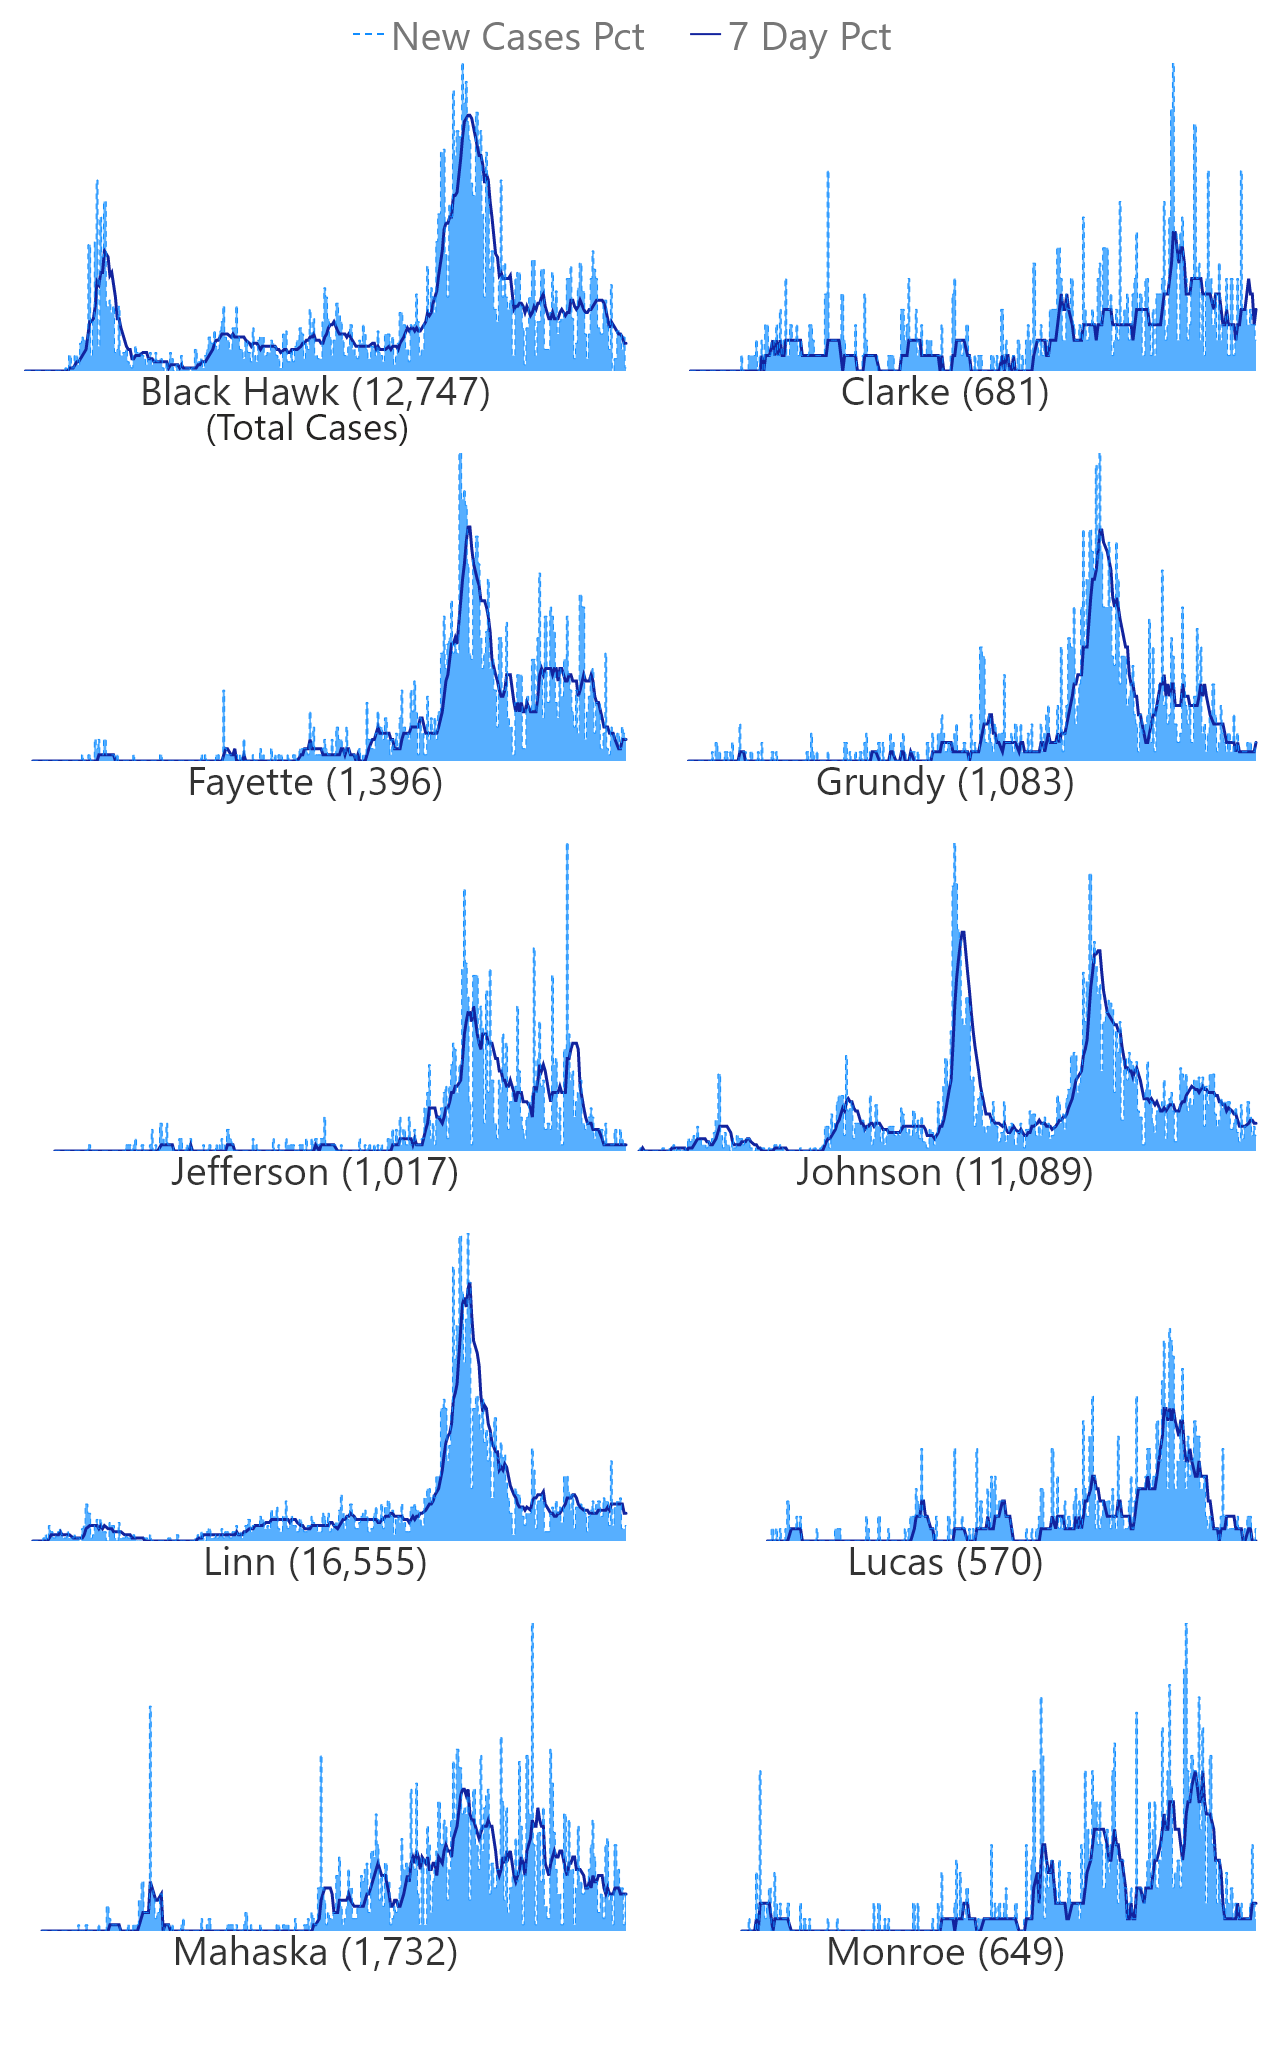 New Cases Pct 7 Day Pct
Black Hawk (12,747)
(Total Cases)
Clarke (681)
Fayette (1,396)
Grundy (1,083)
Jefferson (1,017)
Johnson (11,089)
Linn (16,555)
Lucas (570)
Mahaska (1,732)
Monroe (649)